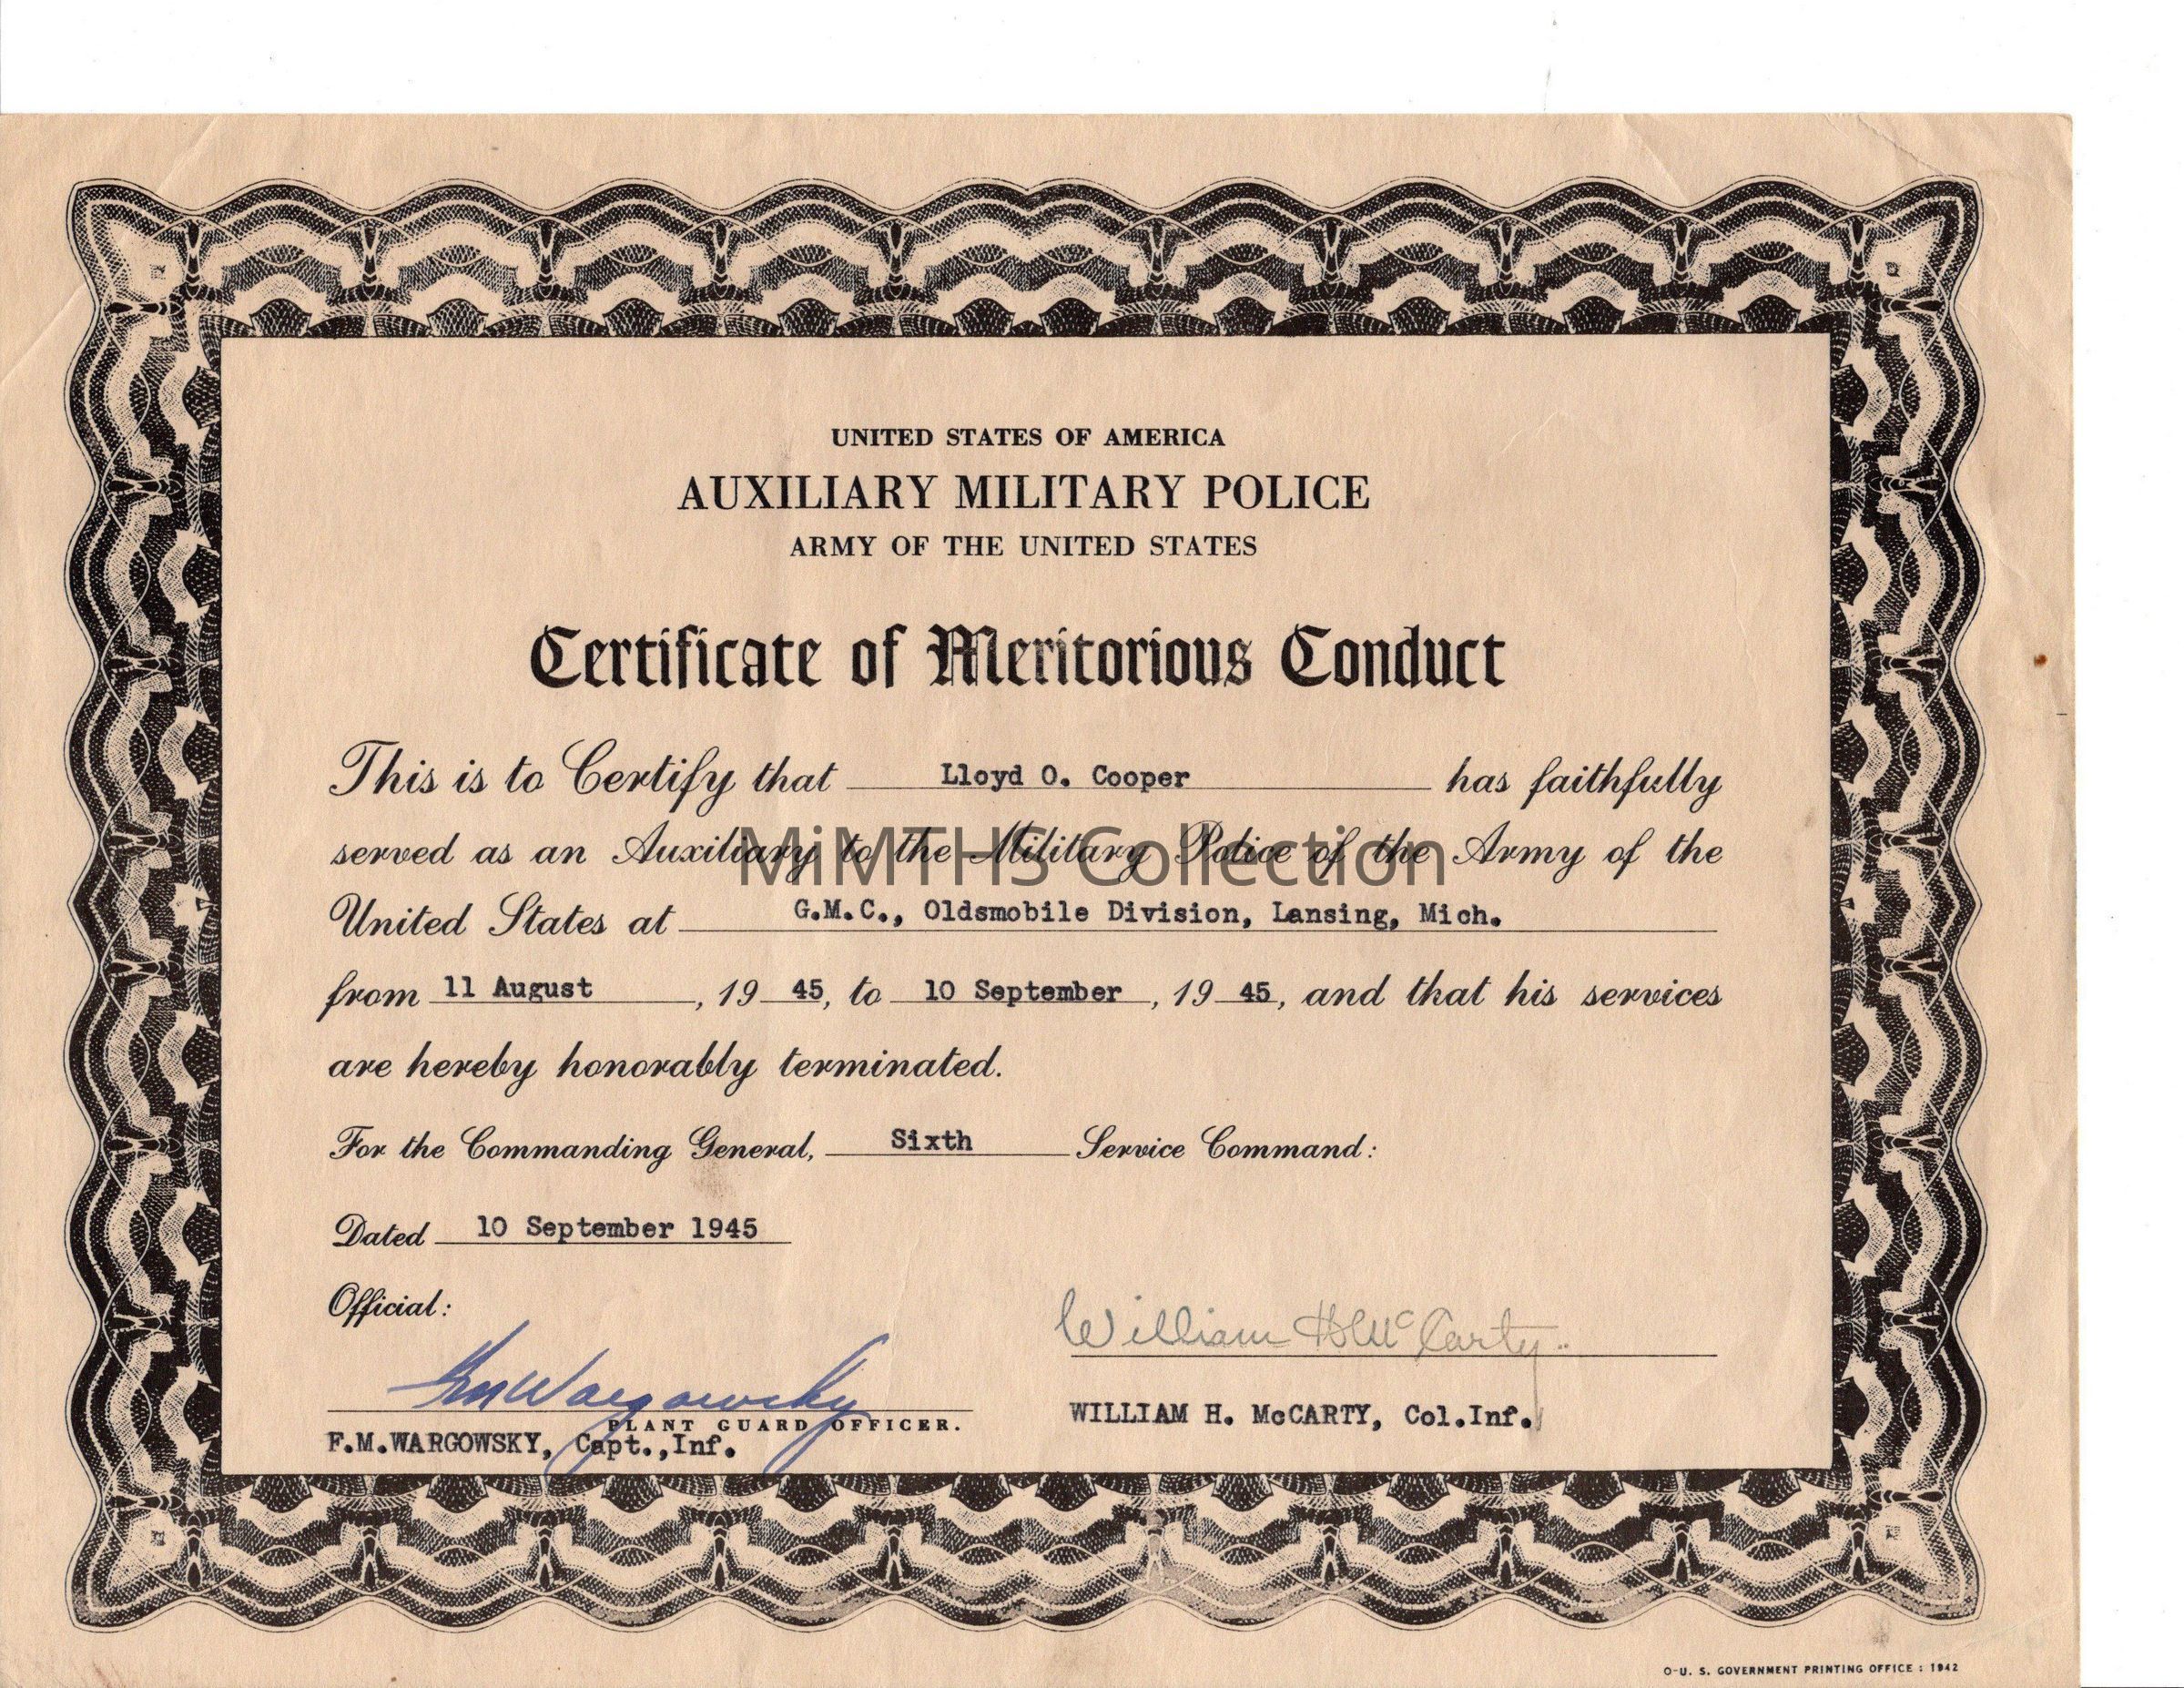 UNITED STATES OF AMERICA
AUXILIARY MILITARY POLICE
ARMY OF THE UNITED STATES
Certificate of Meritorious Conduct
This is to Certify that Lloyd O. Cooper has faithfully
served as an Auxiliary to the Military Police of the Army of the
MiMTHS Collection
United States at G.M.C., Oldsmobile Division, Lansing, Mich.
from 11 August, 19 45, to 10 September, 19 45, and that his services
are hereby honorably terminated.
For the Commanding General, Sixth Service Command:
Dated 10 September 1945
Official:
William H McCarty
FM Wargowsky
PLANT GUARD OFFICER.
F.M.WARGOWSKY, Capt.,Inf.
WILLIAM H. McCARTY, Col.Inf.
O-U. S. GOVERNMENT PRINTING OFFICE : 1942